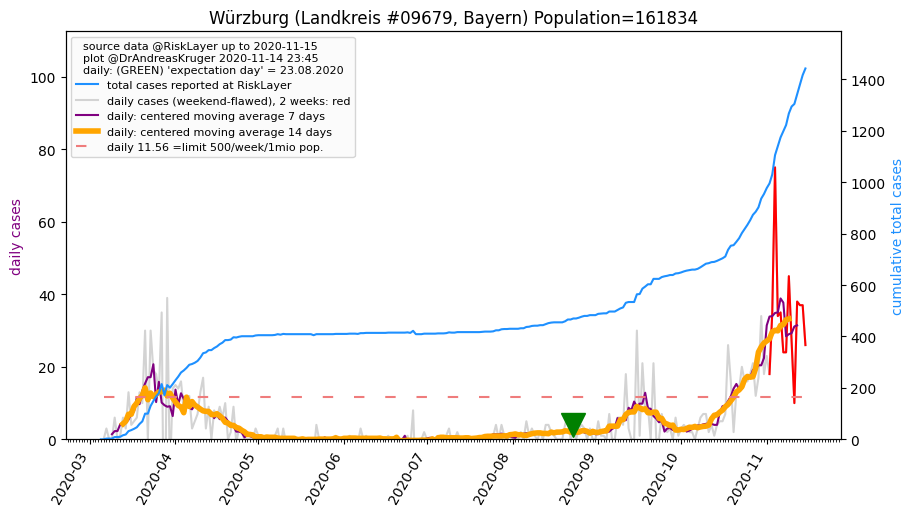 Würzburg (Landkreis #09679, Bayern) Population=161834
source data @RiskLayer up to 2020-11-15
plot @DrAndreasKruger 2020-11-14 23:45
daily: (GREEN) 'expectation day' = 23.08.2020
total cases reported at RiskLayer
daily cases (weekend-flawed), 2 weeks: red
daily: centered moving average 7 days
daily: centered moving average 14 days
daily 11.56 =limit 500/week/1mio pop.
daily cases
100
80
60
40
20
0
cumulative total cases
1400
1200
1000
800
600
400
200
0
2020-03
2020-04
2020-05
2020-06
2020-07
2020-08
2020-09
2020-10
2020-11